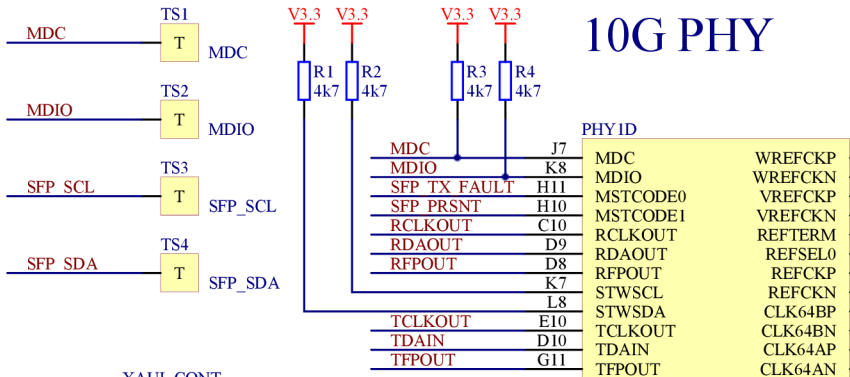 TS1
MDC
T
MDC
TS2
MDIO
T
MDIO
TS3
SFP_SCL
T
SFP_SCL
TS4
SFP_SDA
T
SFP_SDA
V3.3 V3.3 V3.3 V3.3
R1 R2 R3 R4
4k7 4k7 4k7 4k7
10G PHY
PHY1D
MDC J7 MDC WREFCKP
MDIO K8 MDIO WREFCKN
SFP_TX_FAULT H11 MSTCODE0 VREFCKP
SFP_PRSNT H10 MSTCODE1 VREFCKN
RCLKOUT C10 RCLKOUT REFTERM
RDAOUT D9 RDAOUT REFSEL0
RFPOUT D8 RFPOUT REFCKP
K7 STWSCL REFCKN
L8 STWSDA CLK64BP
TCLKOUT E10 TCLKOUT CLK64BN
TDAIN D10 TDAIN CLK64AP
TFPOUT G11 TFPOUT CLK64AN